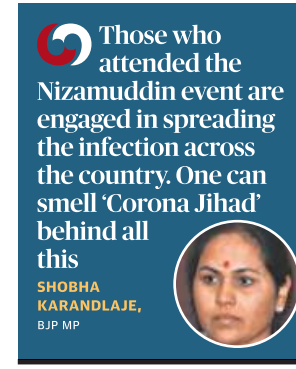 Those who
attended the
Nizamuddin event are
engaged in spreading
the infection across
the country. One can
smell ‘Corona Jihad’
behind all
this
SHOBHA
KARANDLAJE,
BJP MP